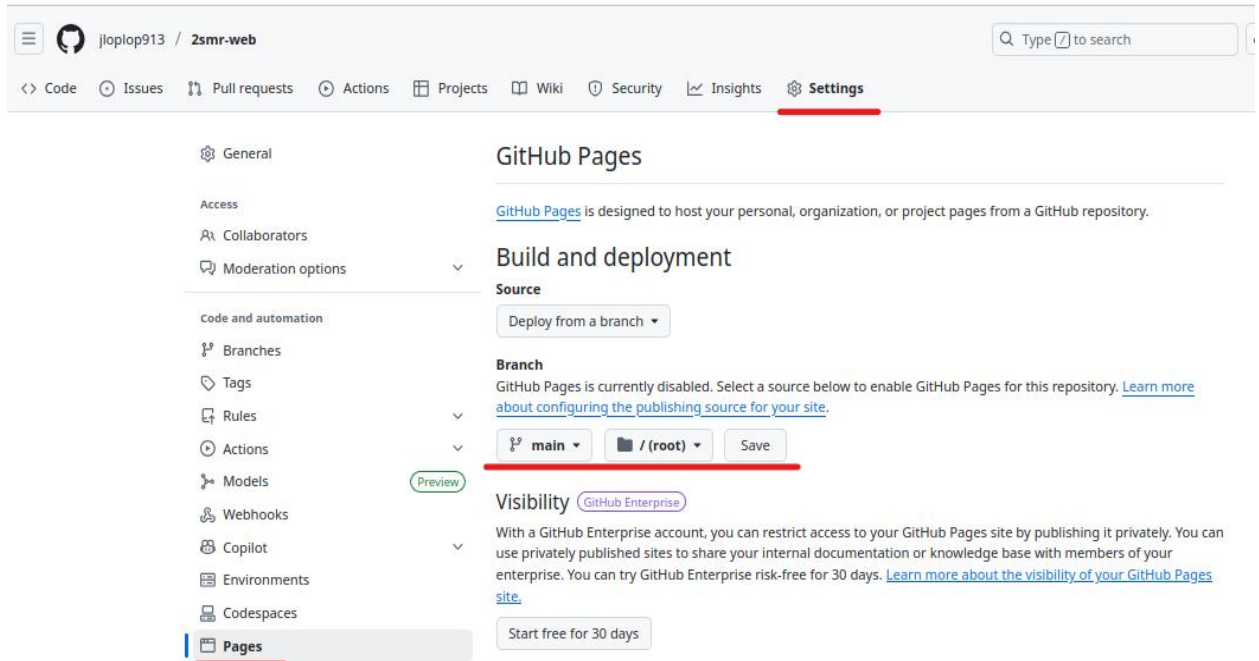 jloplop913 / 2smr-web
Type / to search
Code Issues Pull requests Actions Projects Wiki Security Insights Settings
General
Access
Collaborators
Moderation options
Code and automation
Branches
Tags
Rules
Actions
Models Preview
Webhooks
Copilot
Environments
Codespaces
Pages
GitHub Pages
GitHub Pages is designed to host your personal, organization, or project pages from a GitHub repository.
Build and deployment
Source
Deploy from a branch
Branch
GitHub Pages is currently disabled. Select a source below to enable GitHub Pages for this repository. Learn more
about configuring the publishing source for your site.
main / (root) Save
Visibility GitHub Enterprise
With a GitHub Enterprise account, you can restrict access to your GitHub Pages site by publishing it privately. You can
use privately published sites to share your internal documentation or knowledge base with members of your
enterprise. You can try GitHub Enterprise risk-free for 30 days. Learn more about the visibility of your GitHub Pages
site.
Start free for 30 days